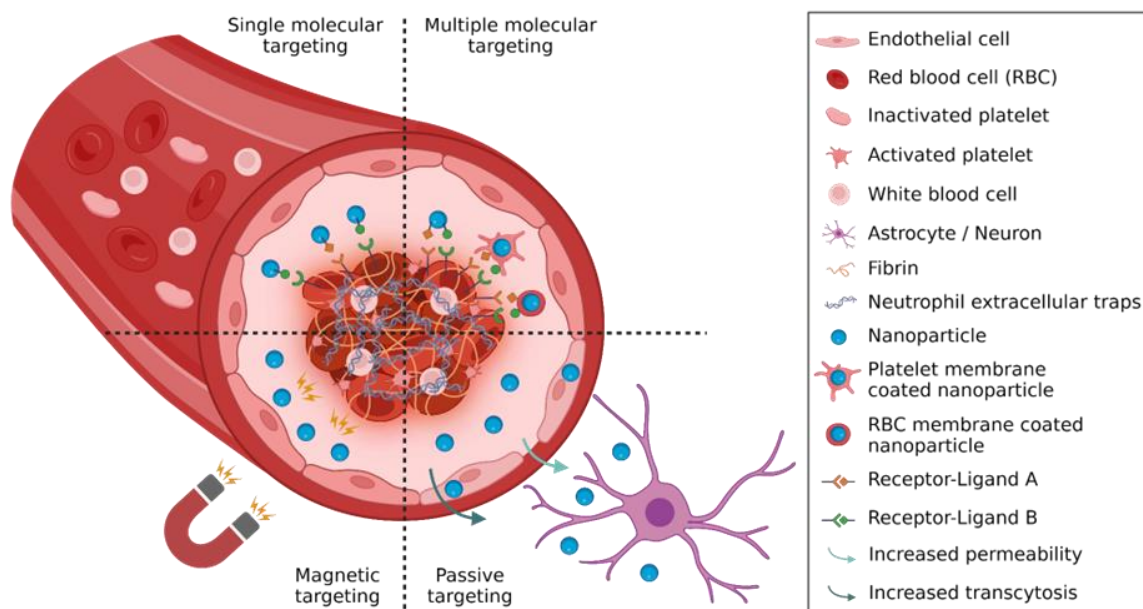 Single molecular
targeting
Multiple molecular
targeting
Magnetic
targeting
Passive
targeting
Endothelial cell
Red blood cell (RBC)
Inactivated platelet
Activated platelet
White blood cell
Astrocyte / Neuron
Fibrin
Neutrophil extracellular traps
Nanoparticle
Platelet membrane
coated nanoparticle
RBC membrane coated
nanoparticle
Receptor-Ligand A
Receptor-Ligand B
Increased permeability
Increased transcytosis